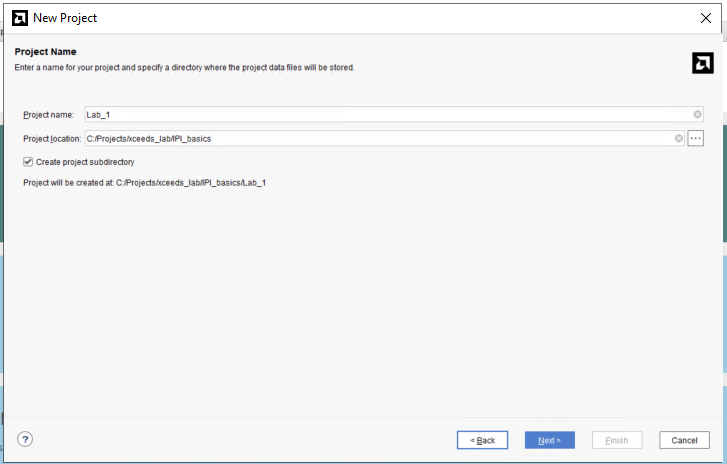 New Project
Project Name
Enter a name for your project and specify a directory where the project data files will be stored.
Project name: Lab_1
Project location: C:/Projects/xceeds_lab/IPI_basics
Create project subdirectory
Project will be created at: C:/Projects/xceeds_lab/IPI_basics/Lab_1
? < Back Next > Finish Cancel